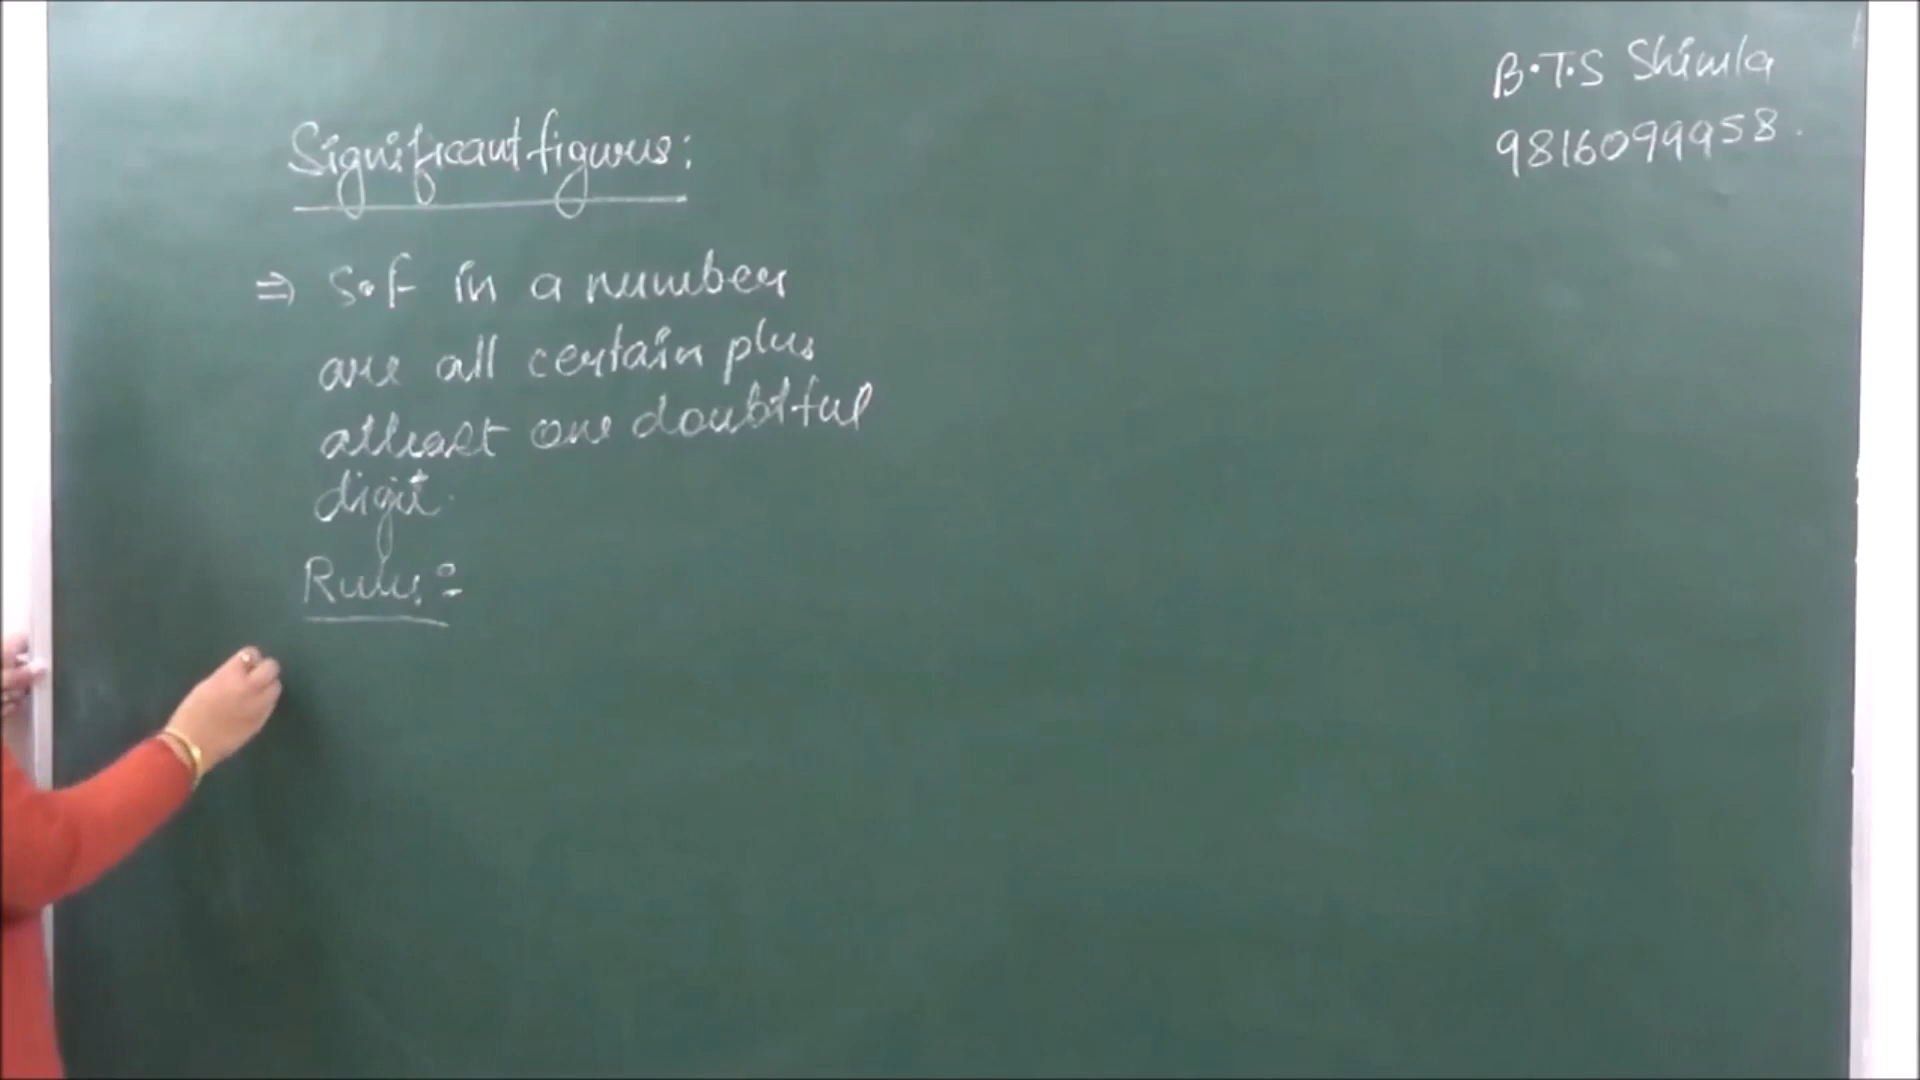 B.T.S Shimla
9816099958.
Significant figures:
⇒ S.f in a number
are all certain plus
atleast one doubtful
digit.
Rules:-